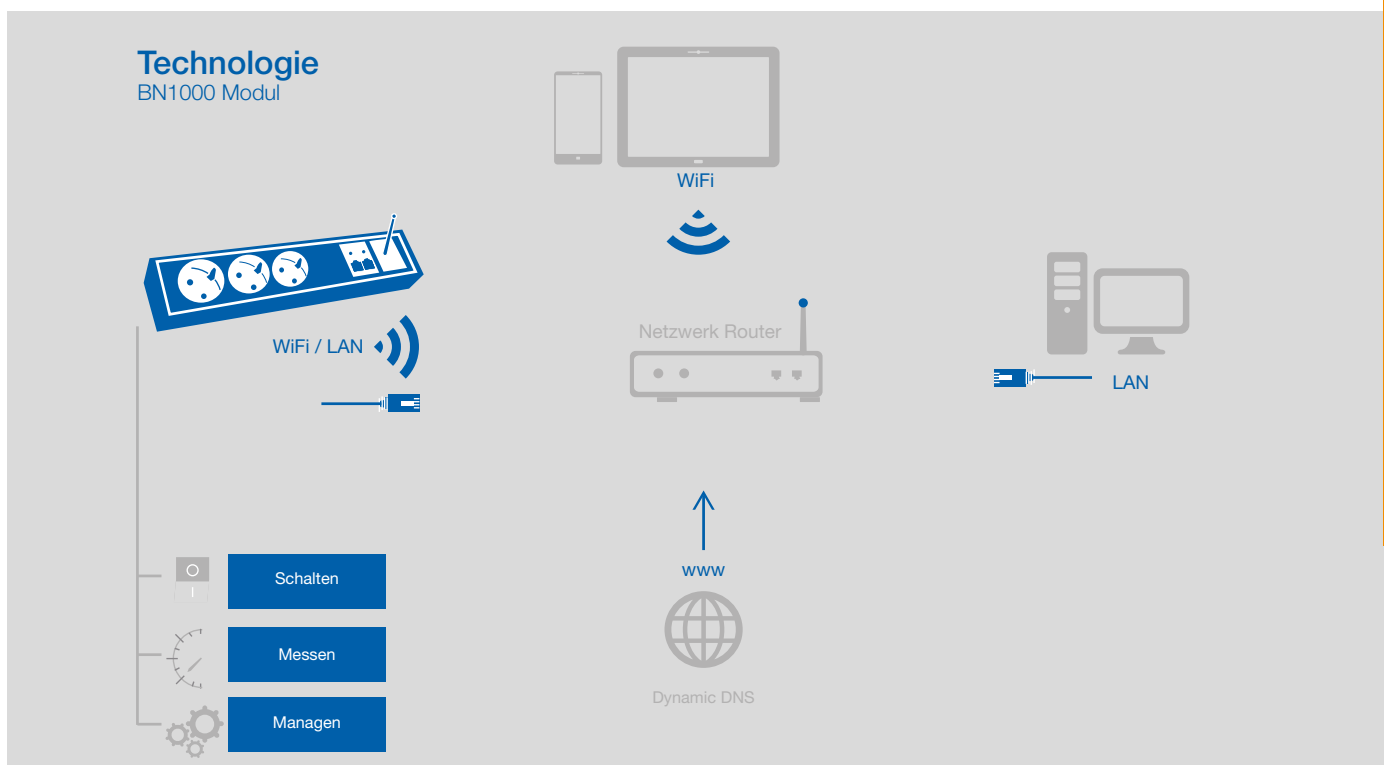 Technologie
BN1000 Modul
WiFi
WiFi / LAN
Netzwerk Router
LAN
www
Dynamic DNS
Schalten
Messen
Managen